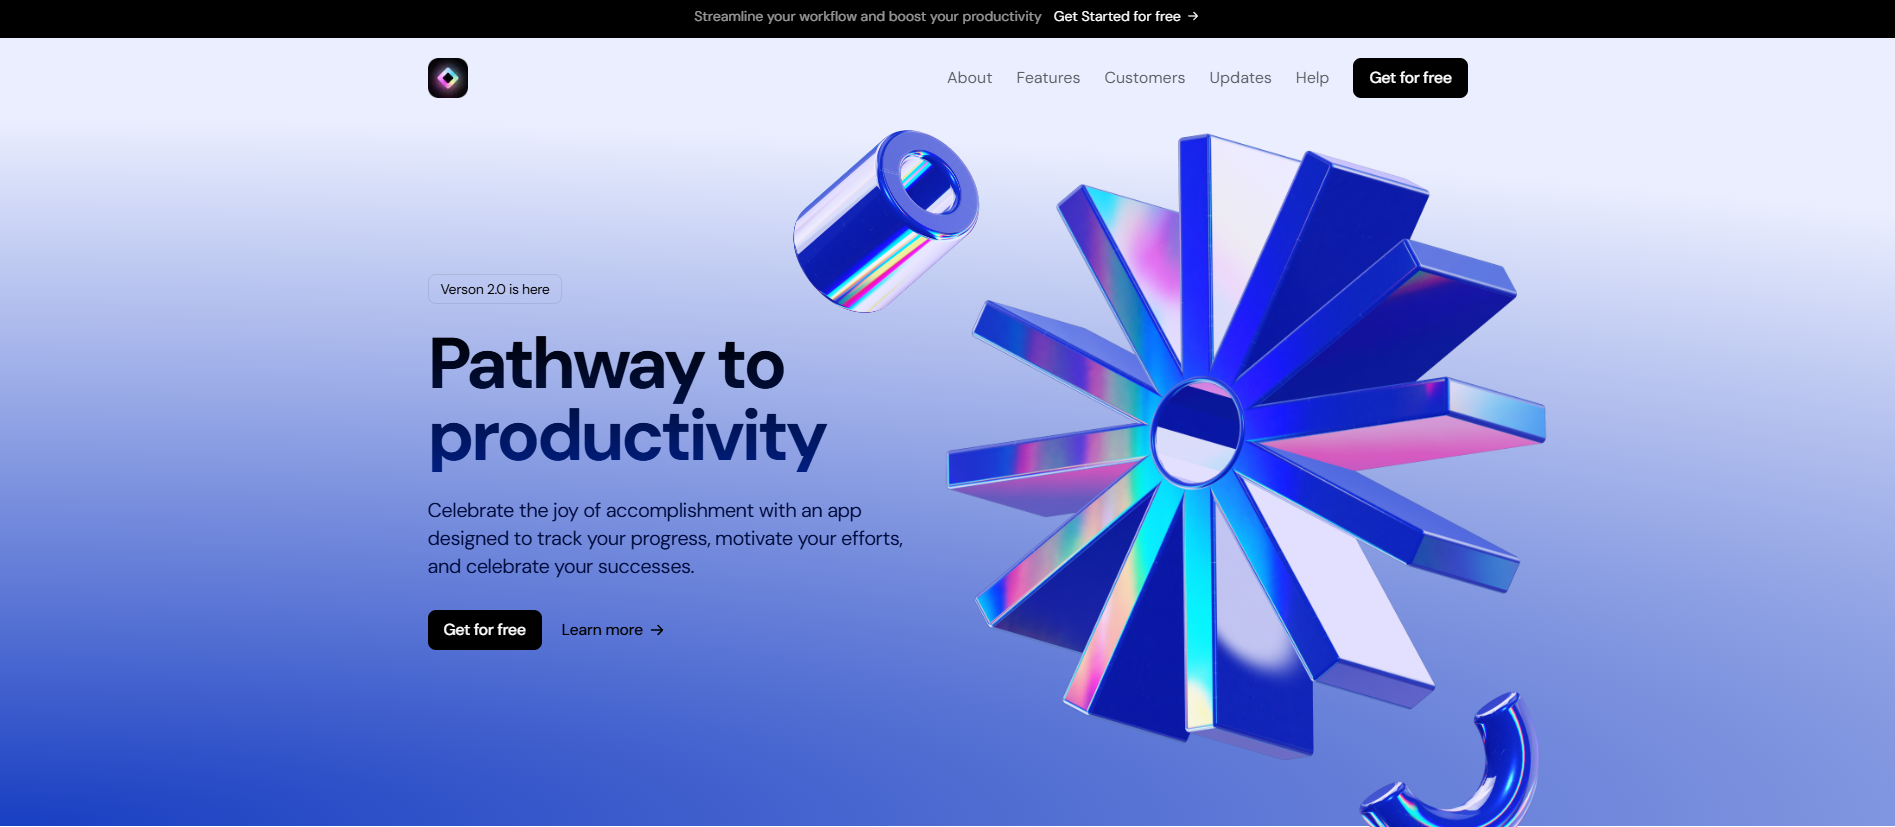 Streamline your workflow and boost your productivity Get Started for free →
About Features Customers Updates Help Get for free
Verson 2.0 is here
Pathway to
productivity
Celebrate the joy of accomplishment with an app
designed to track your progress, motivate your efforts,
and celebrate your successes.
Get for free Learn more →